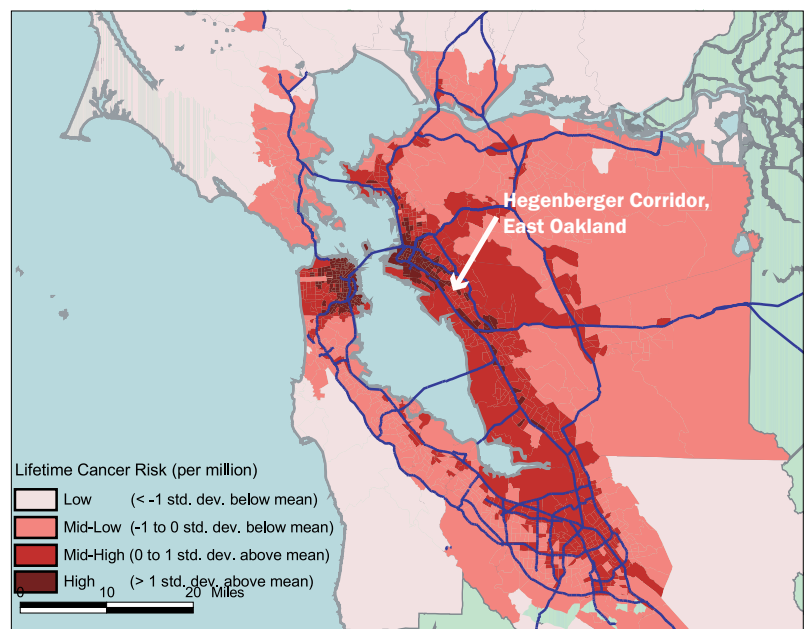 Hegenberger Corridor,
East Oakland
Lifetime Cancer Risk (per million)
Low (< -1 std. dev. below mean)
Mid-Low (-1 to 0 std. dev. below mean)
Mid-High (0 to 1 std. dev. above mean)
High (> 1 std. dev. above mean)
0 10 20 Miles